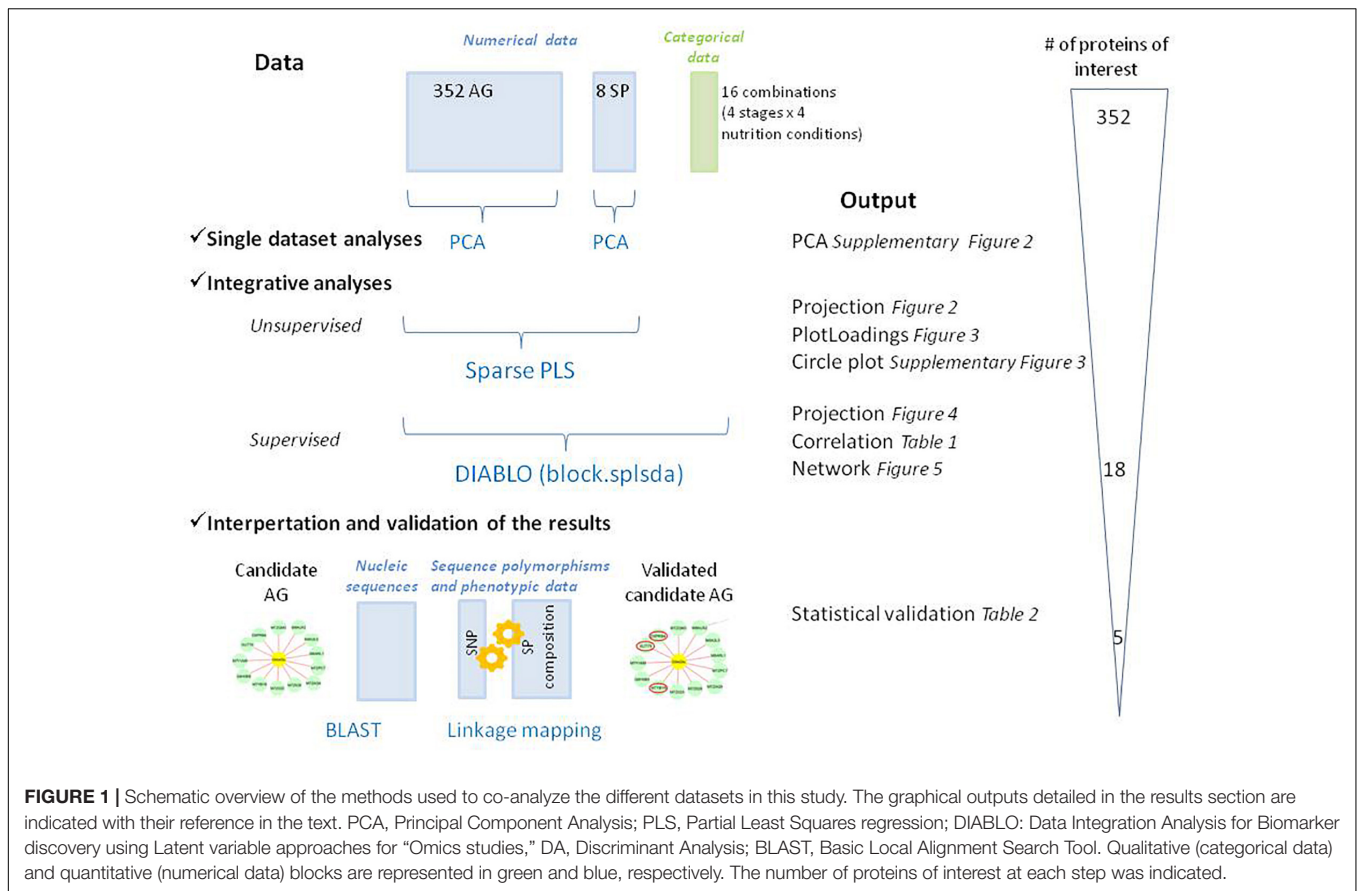 Data
Numerical data
Categorical
data
# of proteins of
interest
352 AG
8 SP
16 combinations
(4 stages x 4
nutrition conditions)
352
Output
✓Single dataset analyses
PCA
PCA
PCA Supplementary Figure 2
✓Integrative analyses
Unsupervised
Sparse PLS
Projection Figure 2
PlotLoadings Figure 3
Circle plot Supplementary Figure 3
Supervised
DIABLO (block.splsda)
Projection Figure 4
Correlation Table 1
Network Figure 5
18
✓Interpertation and validation of the results
Candidate
AG
Nucleic
sequences
Sequence polymorphisms
and phenotypic data
Validated
candidate AG
SNP
SP
composition
Statistical validation Table 2
5
BLAST
Linkage mapping
FIGURE 1 | Schematic overview of the methods used to co-analyze the different datasets in this study. The graphical outputs detailed in the results section are
indicated with their reference in the text. PCA, Principal Component Analysis; PLS, Partial Least Squares regression; DIABLO: Data Integration Analysis for Biomarker
discovery using Latent variable approaches for “Omics studies,” DA, Discriminant Analysis; BLAST, Basic Local Alignment Search Tool. Qualitative (categorical data)
and quantitative (numerical data) blocks are represented in green and blue, respectively. The number of proteins of interest at each step was indicated.